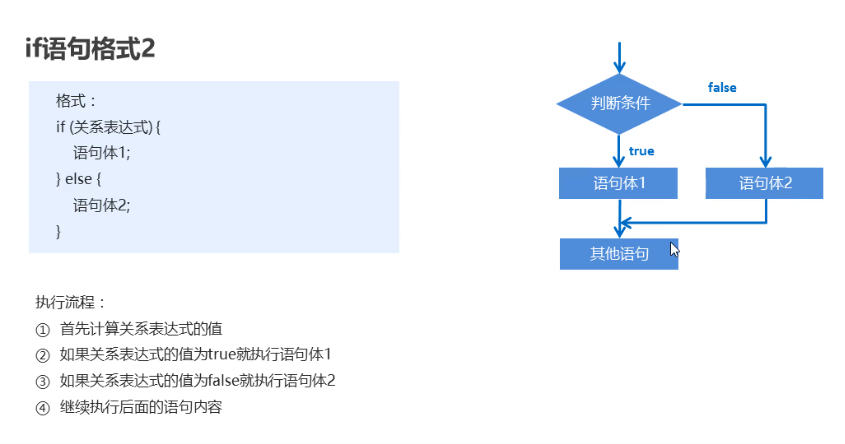 if语句格式2
格式：
if (关系表达式) {
语句体1;
} else {
语句体2;
}
执行流程：
① 首先计算关系表达式的值
② 如果关系表达式的值为true就执行语句体1
③ 如果关系表达式的值为false就执行语句体2
④ 继续执行后面的语句内容
判断条件
false
true
语句体1
语句体2
其他语句